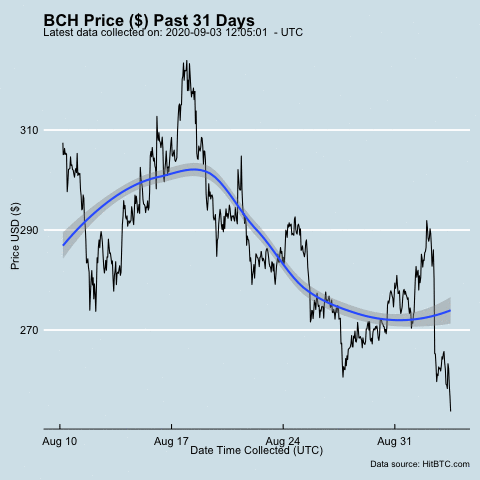 BCH Price ($) Past 31 Days
Latest data collected on: 2020-09-03 12:05:01  - UTC
310
290
270
Price USD ($)
Aug 10 Aug 17 Aug 24 Aug 31
Date Time Collected (UTC)
Data source: HitBTC.com